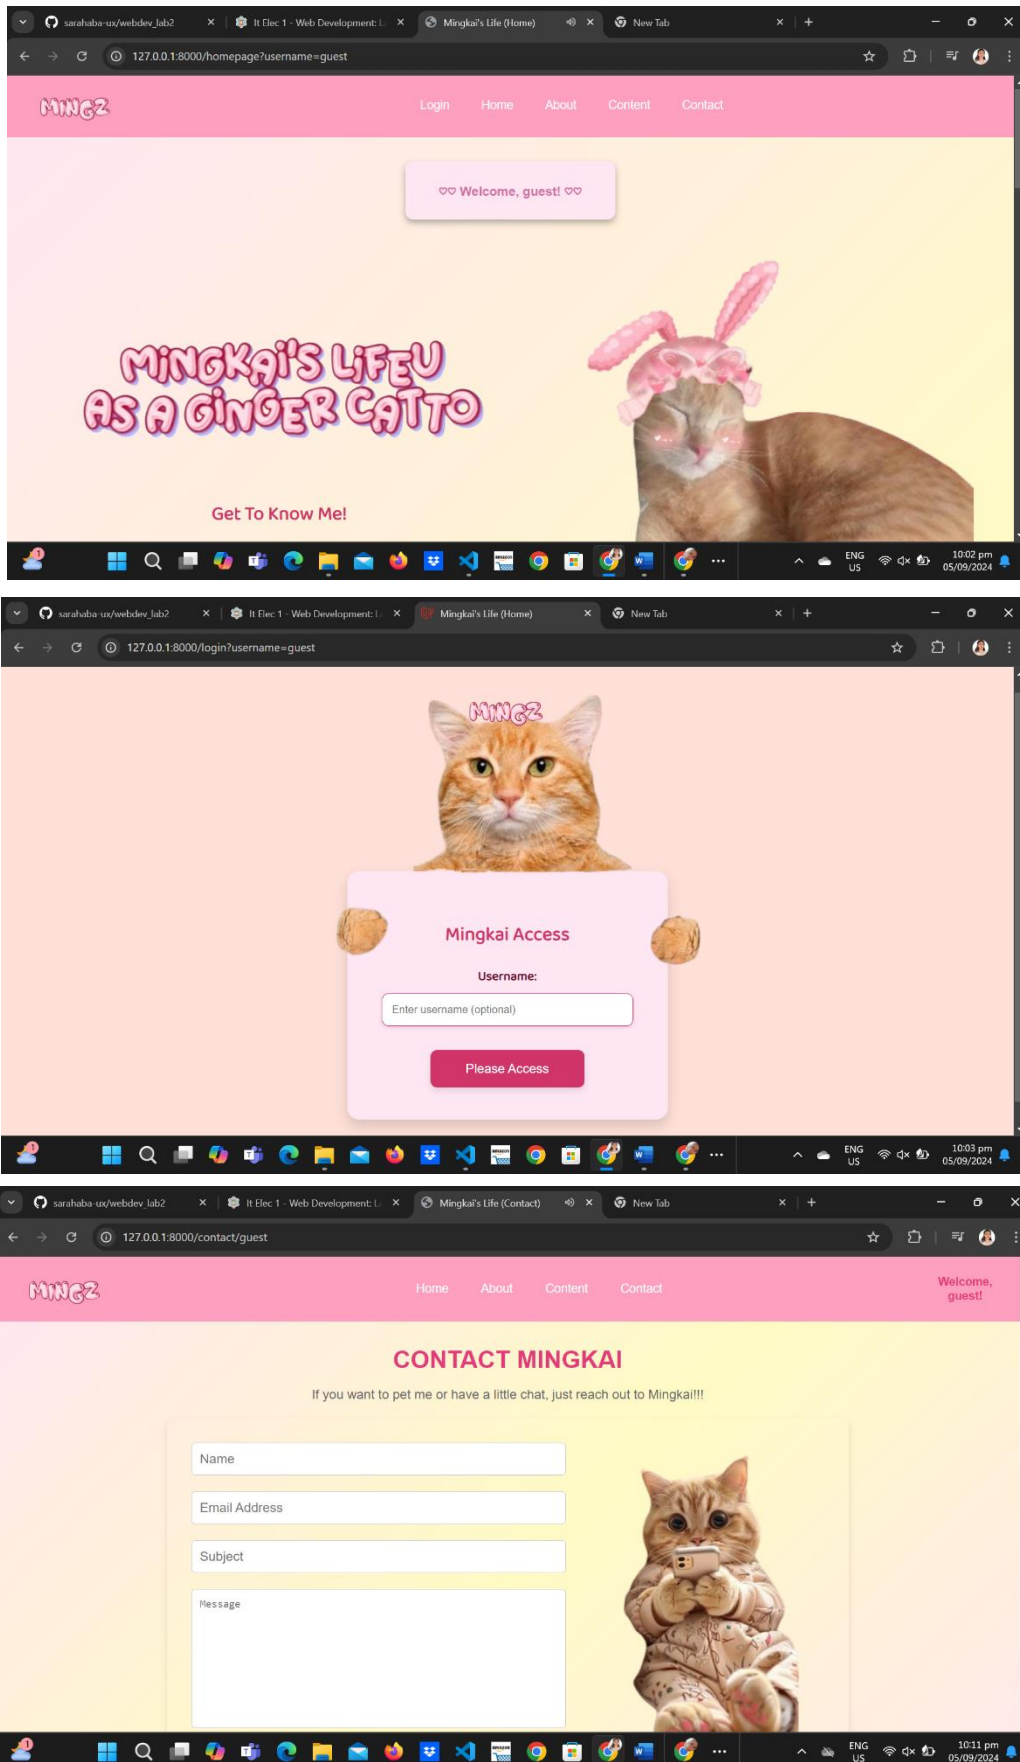 sarahaba-ux/webdev_lab2
It Elec 1 - Web Development: L
Mingkai's Life (Home)
New Tab
127.0.0.1:8000/homepage?username=guest
MINGZ
Login Home About Content Contact
♡♡ Welcome, guest! ♡♡
MINGKAI'S LIFEU
AS A GINGER CATTO
Get To Know Me!
ENG
US
10:02 pm
05/09/2024
sarahaba-ux/webdev_lab2
It Elec 1 - Web Development: L
Mingkai's Life (Home)
New Tab
127.0.0.1:8000/login?username=guest
MINGZ
Mingkai Access
Username:
Enter username (optional)
Please Access
ENG
US
10:03 pm
05/09/2024
sarahaba-ux/webdev_lab2
It Elec 1 - Web Development: L
Mingkai's Life (Contact)
New Tab
127.0.0.1:8000/contact/guest
MINGZ
Home About Content Contact
Welcome,
guest!
CONTACT MINGKAI
If you want to pet me or have a little chat, just reach out to Mingkai!!!
Name
Email Address
Subject
Message
ENG
US
10:11 pm
05/09/2024